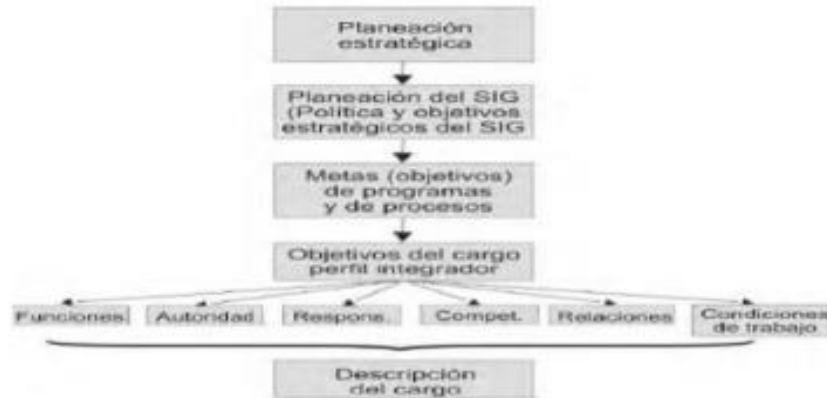 Planeación
estratégica
Planeación del SIG
(Política y objetivos
estratégicos del SIG
Metas (objetivos)
de programas
y de procesos
Objetivos del cargo
perfil integrador
Funciones Autoridad Respons. Compet. Relaciones Condiciones
de trabajo
Descripción
del cargo